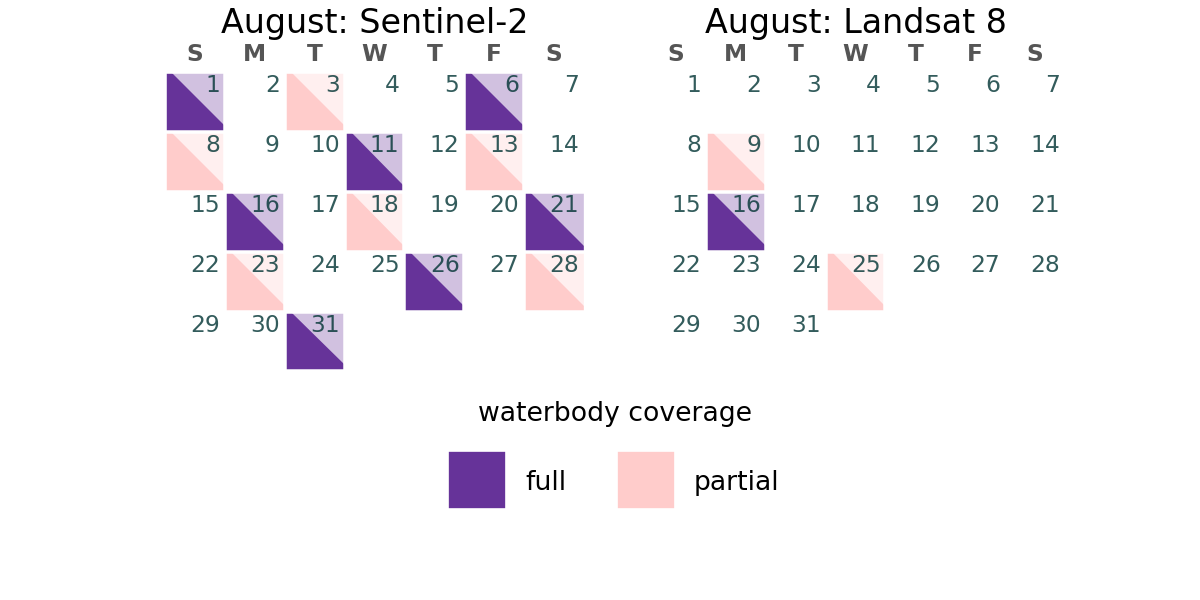 August: Sentinel-2
S M T W T F S
1 2 3 4 5 6 7
8 9 10 11 12 13 14
15 16 17 18 19 20 21
22 23 24 25 26 27 28
29 30 31
August: Landsat 8
S M T W T F S
1 2 3 4 5 6 7
8 9 10 11 12 13 14
15 16 17 18 19 20 21
22 23 24 25 26 27 28
29 30 31
waterbody coverage
full
partial